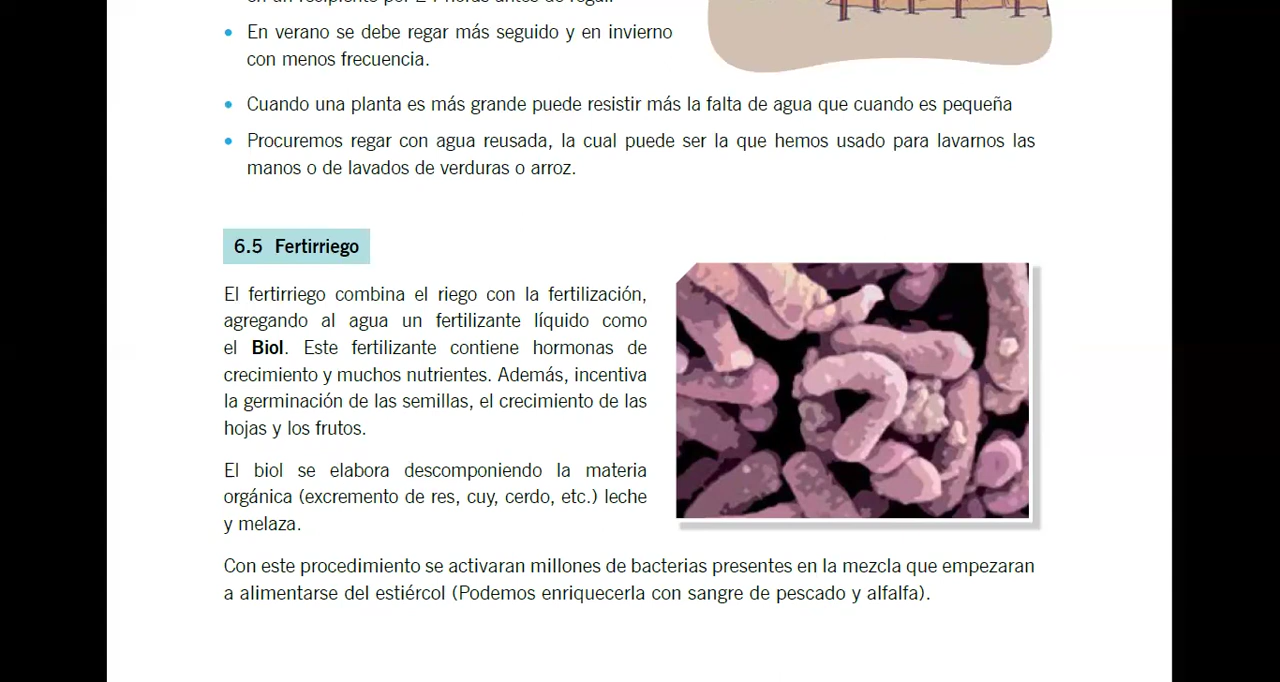 En verano se debe regar más seguido y en invierno
con menos frecuencia.
Cuando una planta es más grande puede resistir más la falta de agua que cuando es pequeña
Procuremos regar con agua reusada, la cual puede ser la que hemos usado para lavarnos las
manos o de lavados de verduras o arroz.
6.5 Fertirriego
El fertirriego combina el riego con la fertilización,
agregando al agua un fertilizante líquido como
el Biol. Este fertilizante contiene hormonas de
crecimiento y muchos nutrientes. Además, incentiva
la germinación de las semillas, el crecimiento de las
hojas y los frutos.
El biol se elabora descomponiendo la materia
orgánica (excremento de res, cuy, cerdo, etc.) leche
y melaza.
Con este procedimiento se activaran millones de bacterias presentes en la mezcla que empezaran
a alimentarse del estiércol (Podemos enriquecerla con sangre de pescado y alfalfa).